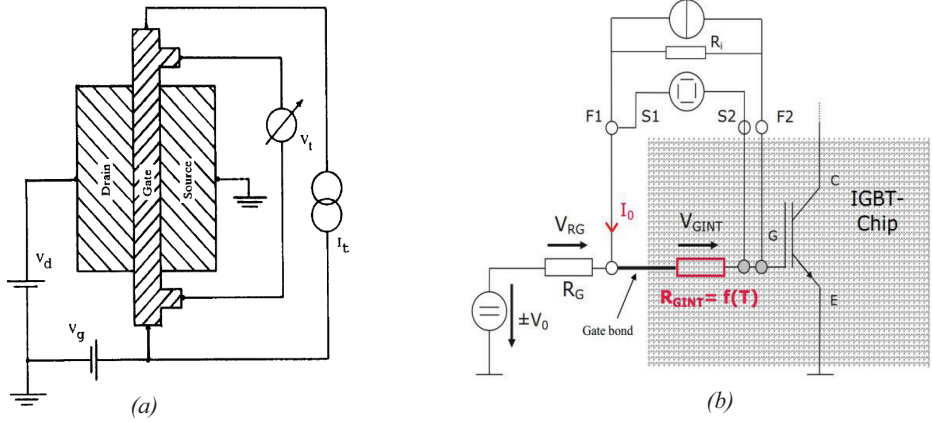 Drain
Gate
Source
v_t
I_t
v_d
v_g
(a)
R_i
F1
S1
S2
F2
C
IGBT-
Chip
I_0
V_RG
V_GINT
G
R_G
R_GINT = f(T)
E
±V_0
Gate bond
(b)